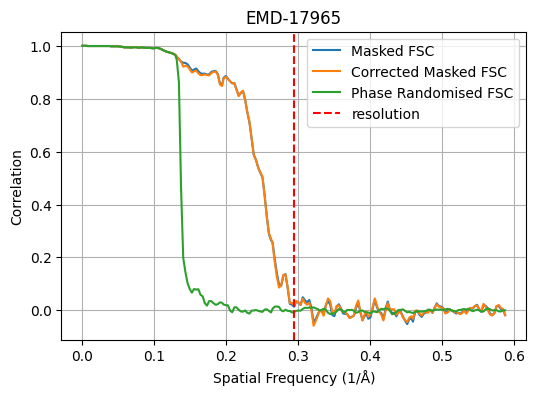 EMD-17965
Masked FSC
Corrected Masked FSC
Phase Randomised FSC
resolution
Correlation
1.0
0.8
0.6
0.4
0.2
0.0
0.0 0.1 0.2 0.3 0.4 0.5 0.6
Spatial Frequency (1/Å)